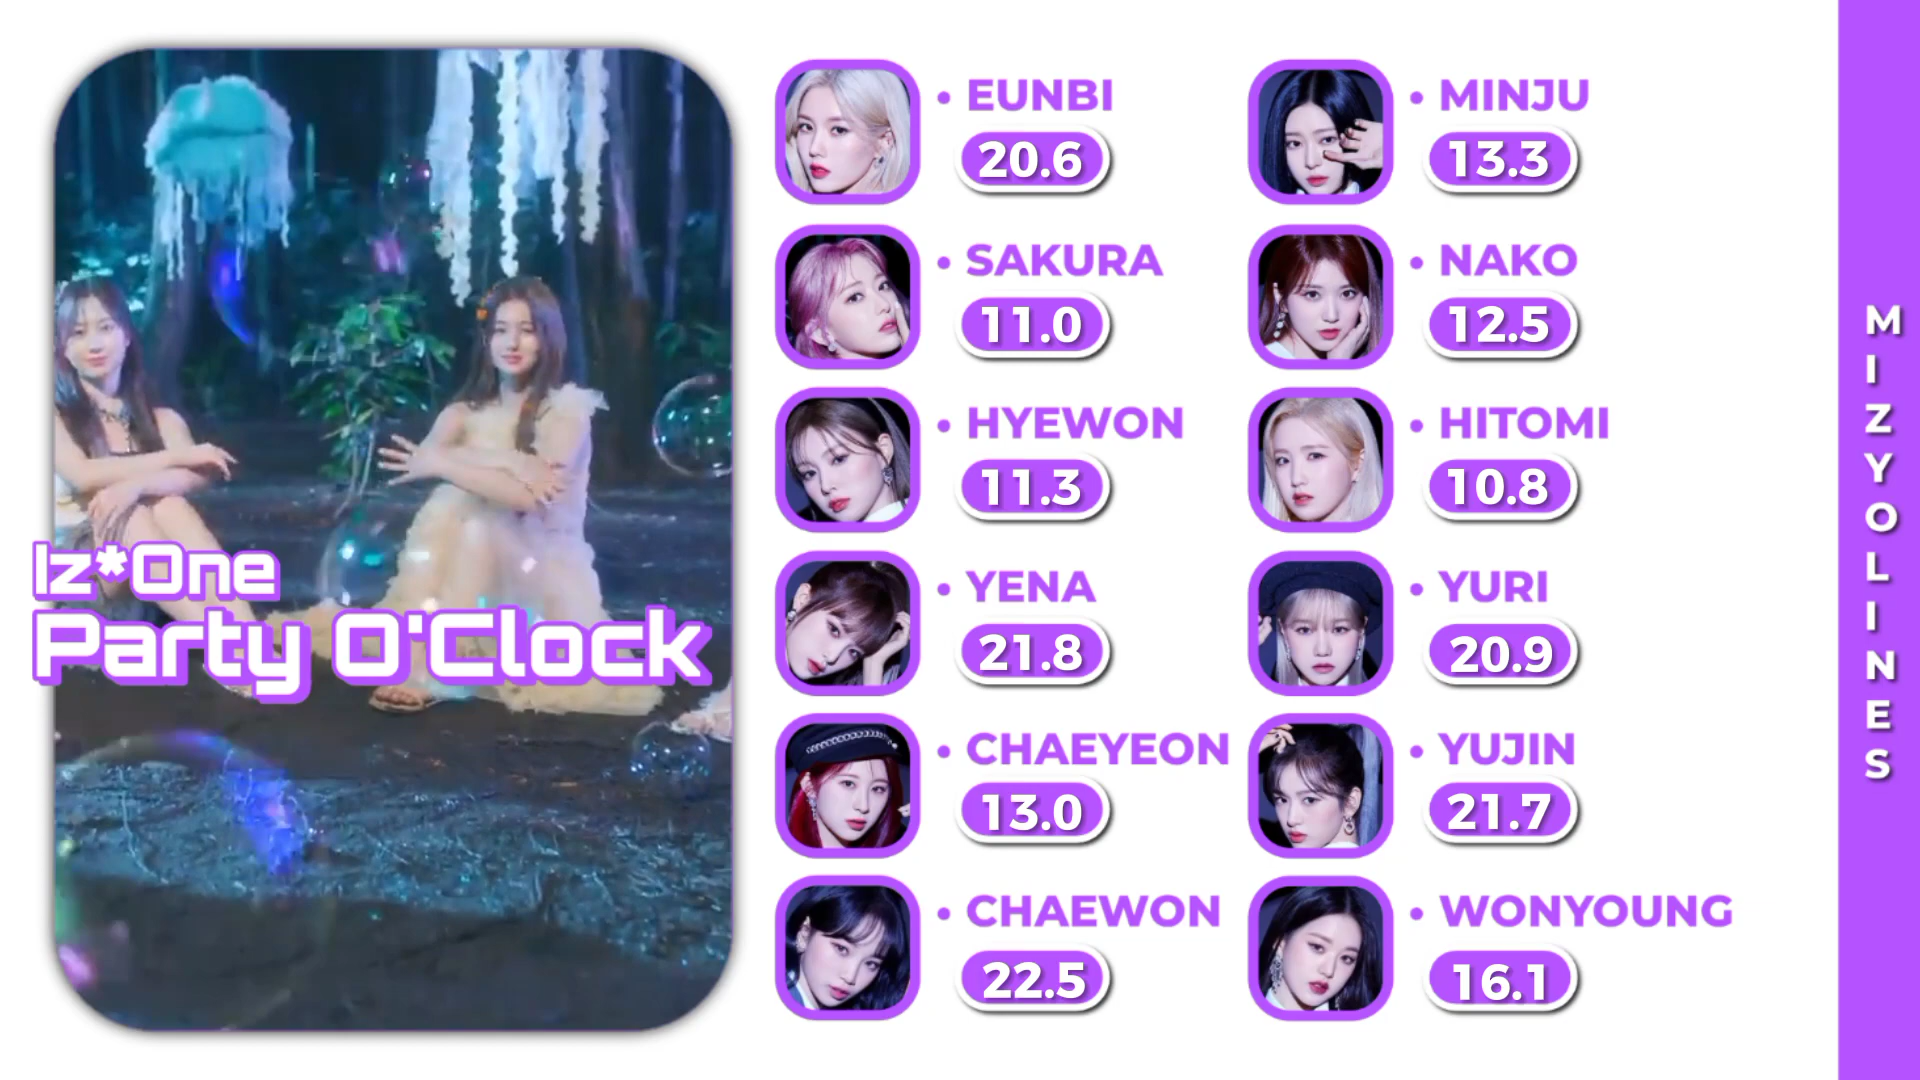 Iz*One
Party O'Clock
• EUNBI
20.6
• SAKURA
11.0
• HYEWON
11.3
• YENA
21.8
• CHAEYEON
13.0
• CHAEWON
22.5
• MINJU
13.3
• NAKO
12.5
• HITOMI
10.8
• YURI
20.9
• YUJIN
21.7
• WONYOUNG
16.1
MIZYOLINES